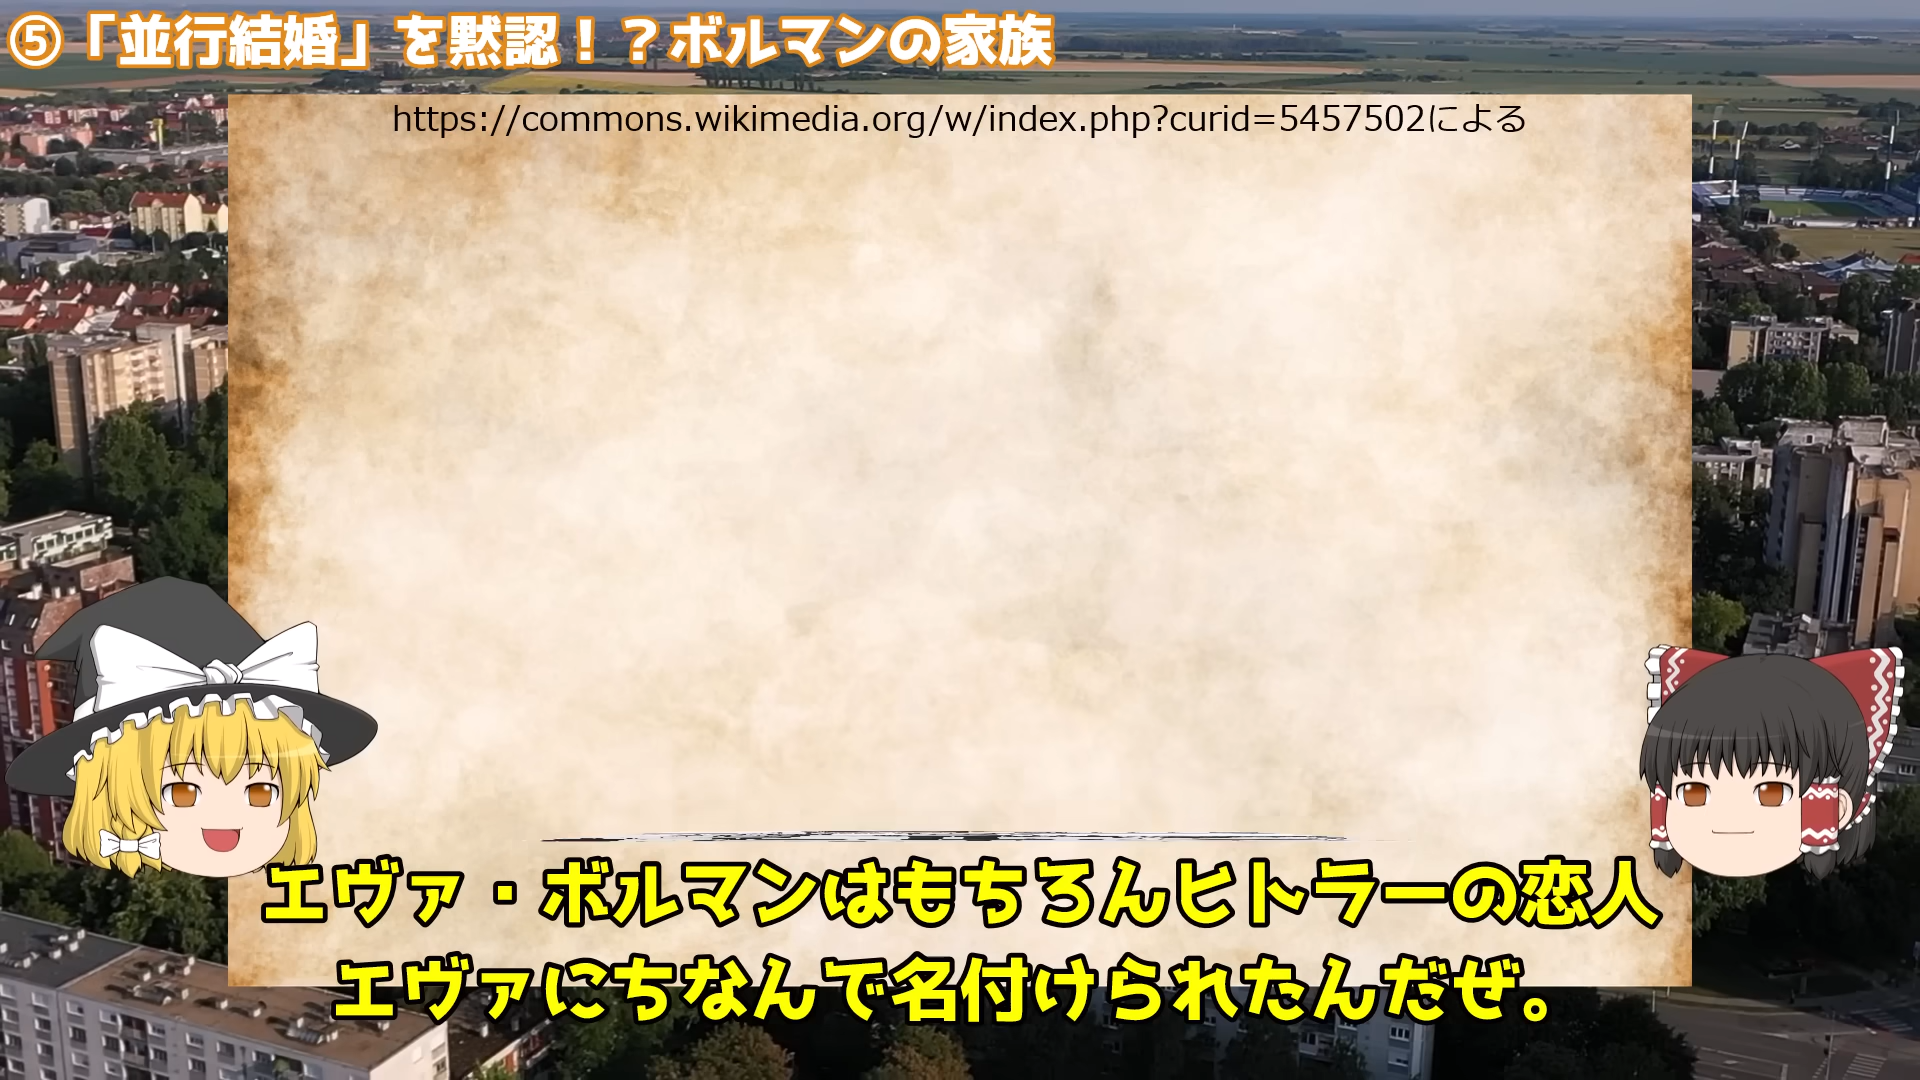 ⑤「並行結婚」を黙認！？ボルマンの家族
https://commons.wikimedia.org/w/index.php?curid=5457502による
エヴァ・ボルマンはもちろんヒトラーの恋人
エヴァにちなんで名付けられたんだぜ。